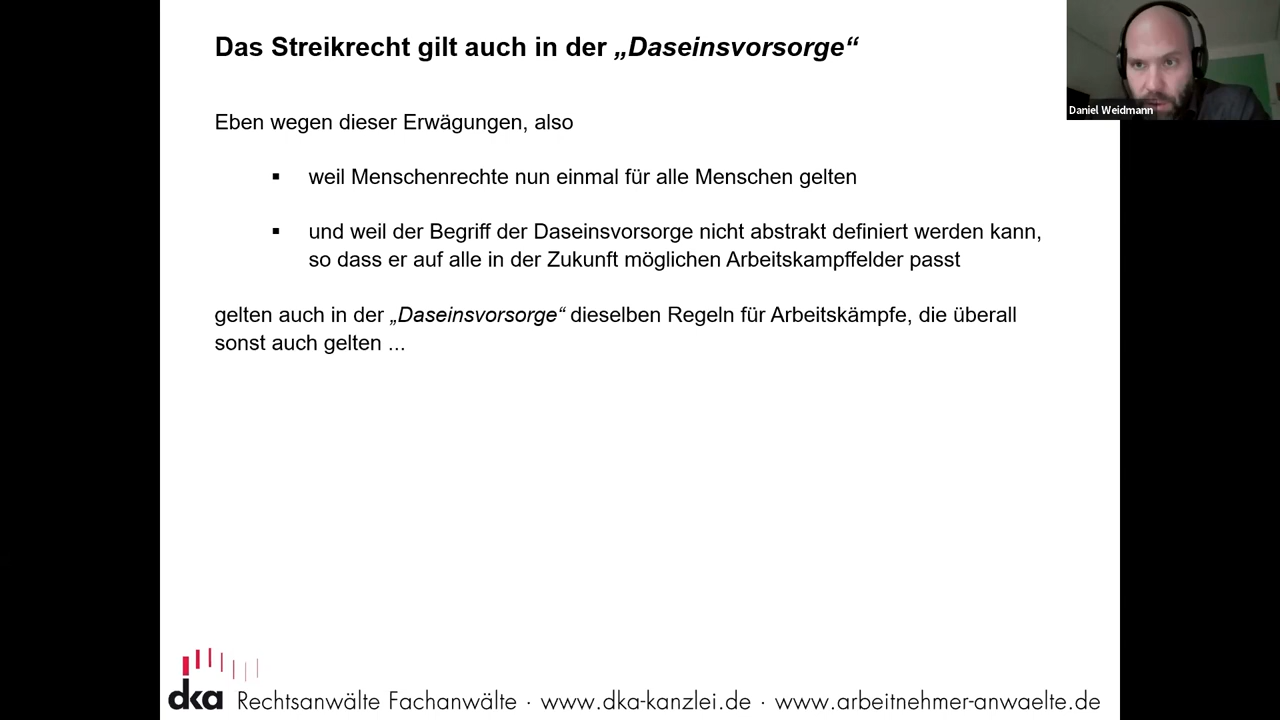 Das Streikrecht gilt auch in der „Daseinsvorsorge“
Daniel Weidmann
Eben wegen dieser Erwägungen, also
▪ weil Menschenrechte nun einmal für alle Menschen gelten
▪ und weil der Begriff der Daseinsvorsorge nicht abstrakt definiert werden kann,
so dass er auf alle in der Zukunft möglichen Arbeitskampffelder passt
gelten auch in der „Daseinsvorsorge“ dieselben Regeln für Arbeitskämpfe, die überall
sonst auch gelten ...
dka Rechtsanwälte Fachanwälte · www.dka-kanzlei.de · www.arbeitnehmer-anwaelte.de